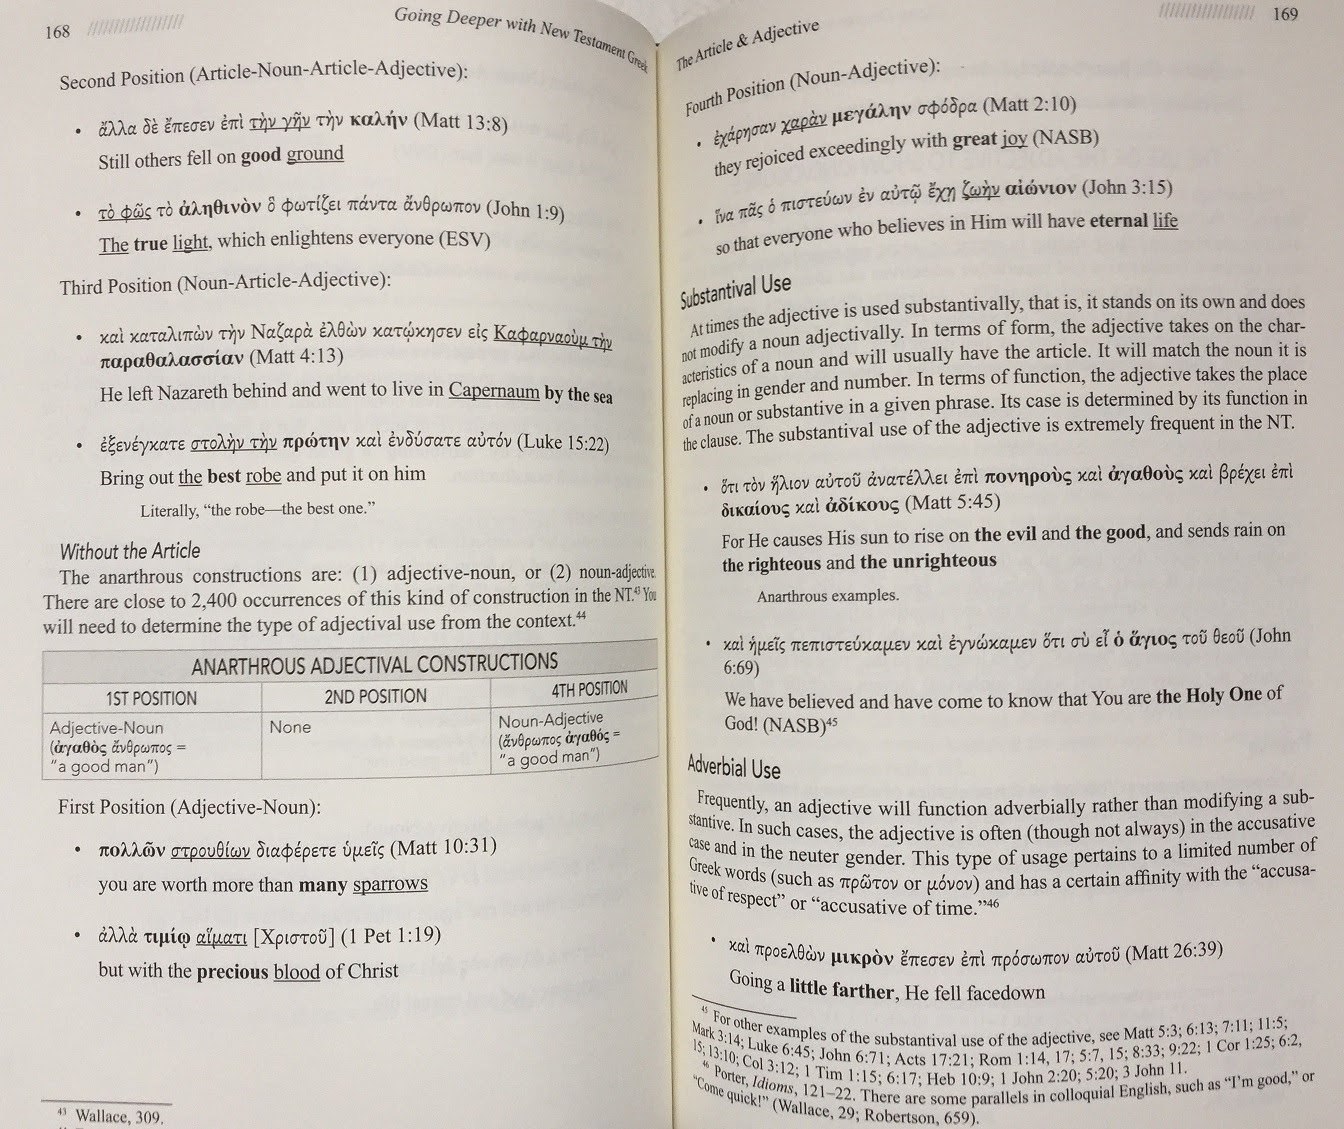 168
Going Deeper with New Testament Greek
Second Position (Article-Noun-Article-Adjective):
• ἄλλα δὲ ἔπεσεν ἐπὶ τὴν γῆν τὴν καλήν (Matt 13:8)
Still others fell on good ground
• τὸ φῶς τὸ ἀληθινὸν ὃ φωτίζει πάντα ἄνθρωπον (John 1:9)
The true light, which enlightens everyone (ESV)
Third Position (Noun-Article-Adjective):
• καὶ καταλιπὼν τὴν Ναζαρὰ ἐλθὼν κατῴκησεν εἰς Καφαρναοὺμ τὴν
παραθαλασσίαν (Matt 4:13)
He left Nazareth behind and went to live in Capernaum by the sea
• ἐξενέγκατε στολὴν τὴν πρώτην καὶ ἐνδύσατε αὐτόν (Luke 15:22)
Bring out the best robe and put it on him
Literally, “the robe—the best one.”
Without the Article
The anarthrous constructions are: (1) adjective-noun, or (2) noun-adjective.
There are close to 2,400 occurrences of this kind of construction in the NT.⁴³ You
will need to determine the type of adjectival use from the context.⁴⁴
ANARTHROUS ADJECTIVAL CONSTRUCTIONS
1ST POSITION 2ND POSITION 4TH POSITION
Adjective-Noun None Noun-Adjective
(ἀγαθὸς ἄνθρωπος = (ἄνθρωπος ἀγαθός =
“a good man”) “a good man”)
First Position (Adjective-Noun):
• πολλῶν στρουθίων διαφέρετε ὑμεῖς (Matt 10:31)
you are worth more than many sparrows
• ἀλλὰ τιμίῳ αἵματι [Χριστοῦ] (1 Pet 1:19)
but with the precious blood of Christ
⁴³ Wallace, 309.
The Article & Adjective
169
Fourth Position (Noun-Adjective):
• ἐχάρησαν χαρὰν μεγάλην σφόδρα (Matt 2:10)
they rejoiced exceedingly with great joy (NASB)
• ἵνα πᾶς ὁ πιστεύων ἐν αὐτῷ ἔχῃ ζωὴν αἰώνιον (John 3:15)
so that everyone who believes in Him will have eternal life
Substantival Use
At times the adjective is used substantivally, that is, it stands on its own and does
not modify a noun adjectivally. In terms of form, the adjective takes on the char-
acteristics of a noun and will usually have the article. It will match the noun it is
replacing in gender and number. In terms of function, the adjective takes the place
of a noun or substantive in a given phrase. Its case is determined by its function in
the clause. The substantival use of the adjective is extremely frequent in the NT.
• ὅτι τὸν ἥλιον αὐτοῦ ἀνατέλλει ἐπὶ πονηροὺς καὶ ἀγαθοὺς καὶ βρέχει ἐπὶ
δικαίους καὶ ἀδίκους (Matt 5:45)
For He causes His sun to rise on the evil and the good, and sends rain on
the righteous and the unrighteous
Anarthrous examples.
• καὶ ἡμεῖς πεπιστεύκαμεν καὶ ἐγνώκαμεν ὅτι σὺ εἶ ὁ ἅγιος τοῦ θεοῦ (John
6:69)
We have believed and have come to know that You are the Holy One of
God! (NASB)⁴⁵
Adverbial Use
Frequently, an adjective will function adverbially rather than modifying a sub-
stantive. In such cases, the adjective is often (though not always) in the accusative
case and in the neuter gender. This type of usage pertains to a limited number of
Greek words (such as πρῶτον or μόνον) and has a certain affinity with the “accusa-
tive of respect” or “accusative of time.”⁴⁶
• καὶ προελθὼν μικρὸν ἔπεσεν ἐπὶ πρόσωπον αὐτοῦ (Matt 26:39)
Going a little farther, He fell facedown
⁴⁵ For other examples of the substantival use of the adjective, see Matt 5:3; 6:13; 7:11; 11:5;
Mark 3:14; Luke 6:45; John 6:71; Acts 17:21; Rom 1:14, 17; 5:7, 15; 8:33; 9:22; 1 Cor 1:25; 6:2,
15; 13:10; Col 3:12; 1 Tim 1:15; 6:17; Heb 10:9; 1 John 2:20; 5:20; 3 John 11.
⁴⁶ Porter, Idioms, 121–22. There are some parallels in colloquial English, such as “I’m good,” or
“Come quick!” (Wallace, 29; Robertson, 659).